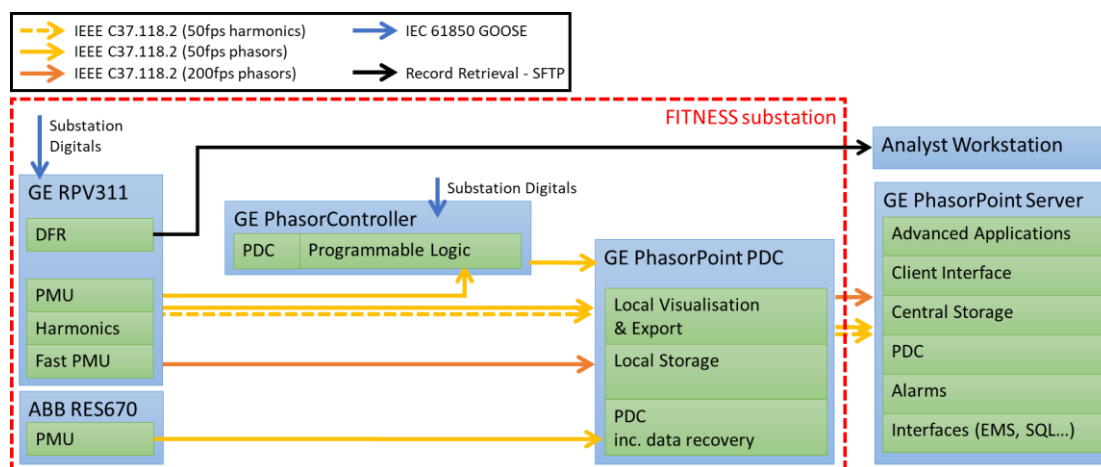 IEEE C37.118.2 (50fps harmonics)
IEEE C37.118.2 (50fps phasors)
IEEE C37.118.2 (200fps phasors)
IEC 61850 GOOSE
Record Retrieval - SFTP
FITNESS substation
Substation
Digitals
GE RPV311
DFR
PMU
Harmonics
Fast PMU
ABB RES670
PMU
Substation Digitals
GE PhasorController
PDC
Programmable Logic
GE PhasorPoint PDC
Local Visualisation
& Export
Local Storage
PDC
inc. data recovery
Analyst Workstation
GE PhasorPoint Server
Advanced Applications
Client Interface
Central Storage
PDC
Alarms
Interfaces (EMS, SQL...)